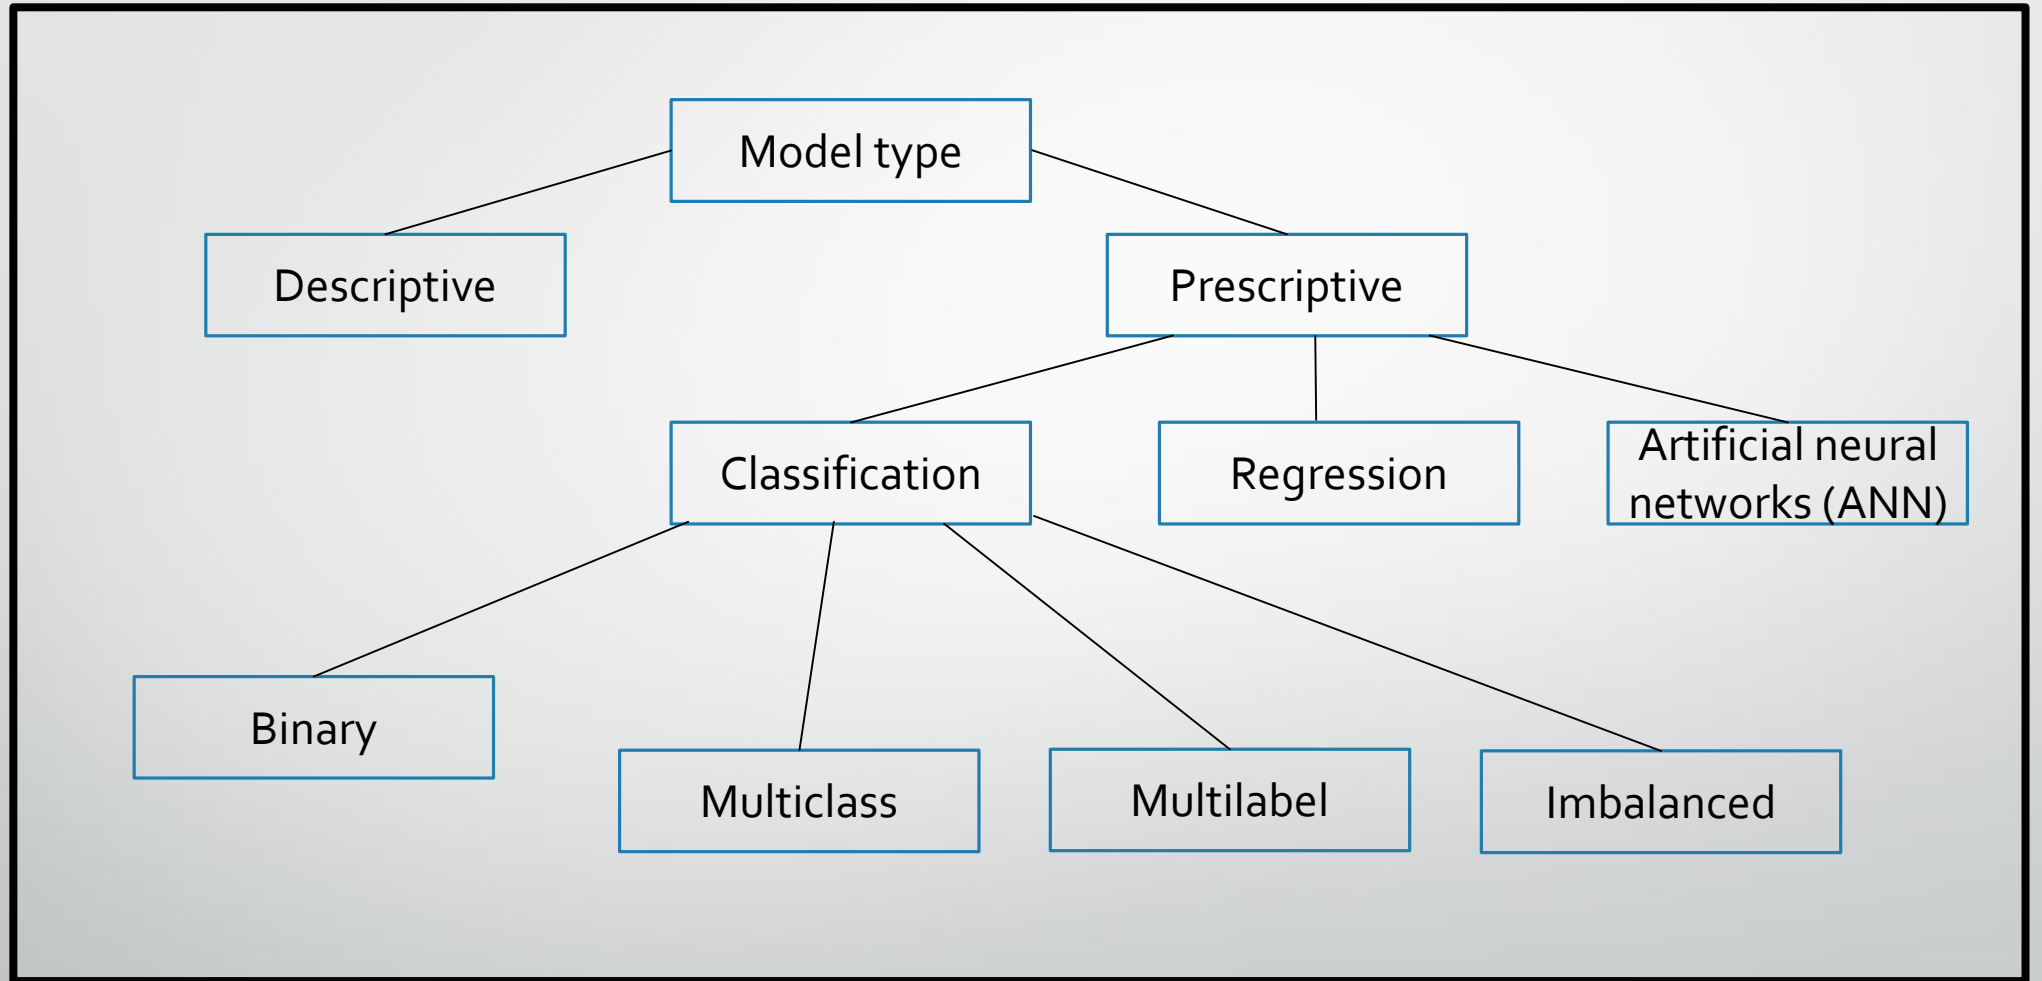 Model type
Descriptive
Prescriptive
Classification
Regression
Artificial neural
networks (ANN)
Binary
Multiclass
Multilabel
Imbalanced